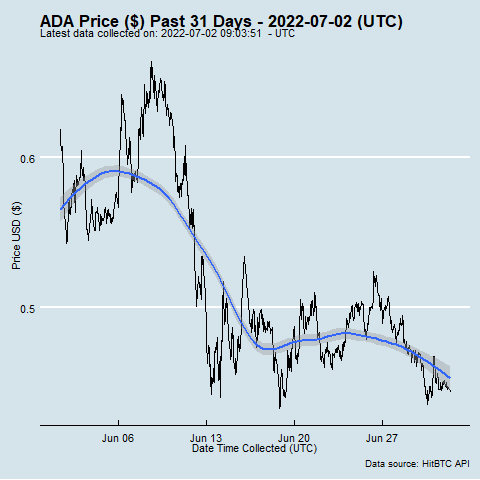 ADA Price ($) Past 31 Days - 2022-07-02 (UTC)
Latest data collected on: 2022-07-02 09:03:51 - UTC
0.6
Price USD ($)
0.5
Jun 06 Jun 13 Jun 20 Jun 27
Date Time Collected (UTC)
Data source: HitBTC API